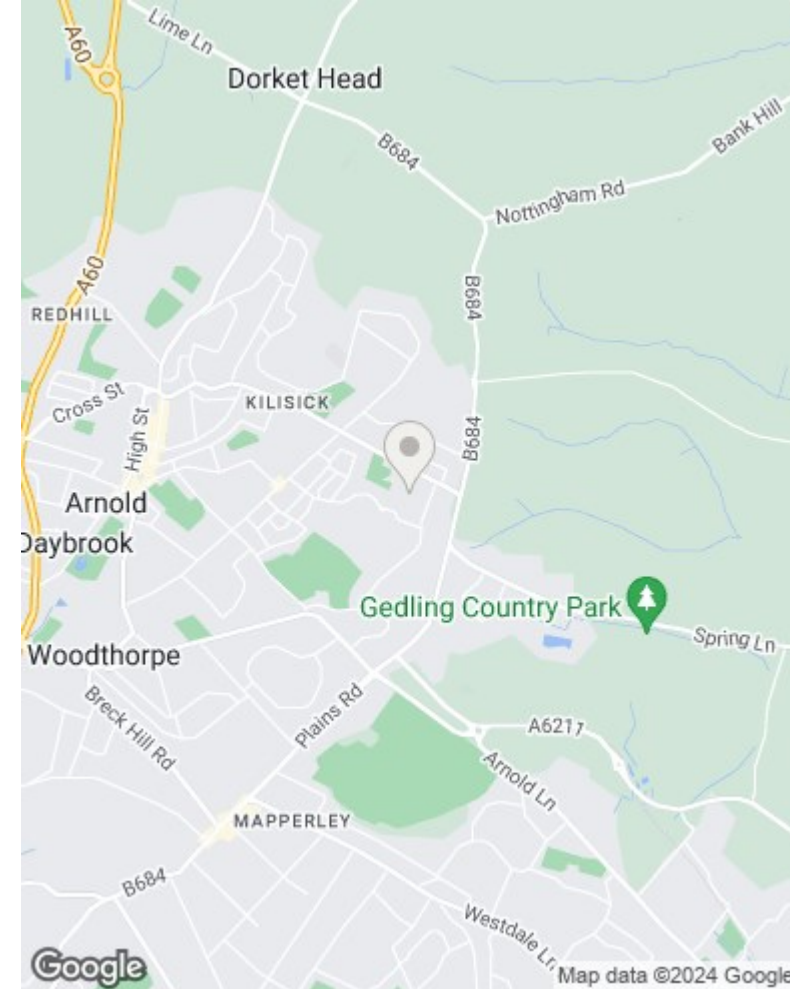 A60
Lime Ln
Dorket Head
B684
Bank Hill
Nottingham Rd
A60
B684
REDHILL
Cross St
KILISICK
High St
B684
Arnold
Daybrook
Gedling Country Park
Spring Ln
Woodthorpe
Breck Hill Rd
Plains Rd
A6211
Arnold Ln
MAPPERLEY
B684
Westdale Ln
Google
Map data ©2024 Google